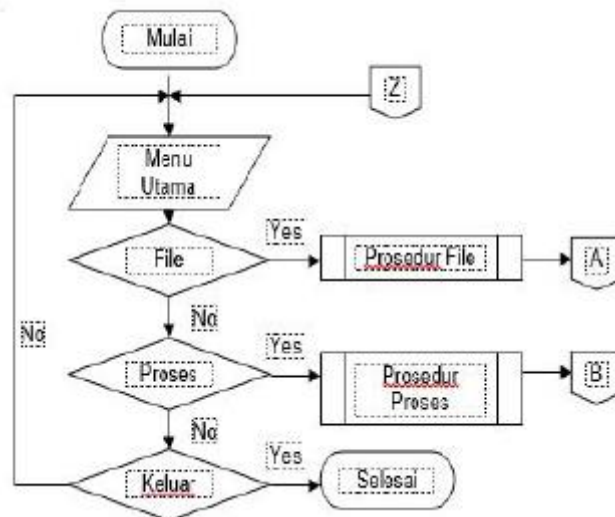 Mulai
Z
Menu
Utama
File
Yes
Prosedur File
A
No
No
Proses
Yes
Prosedur
Proses
B
No
Keluar
Yes
Selesai